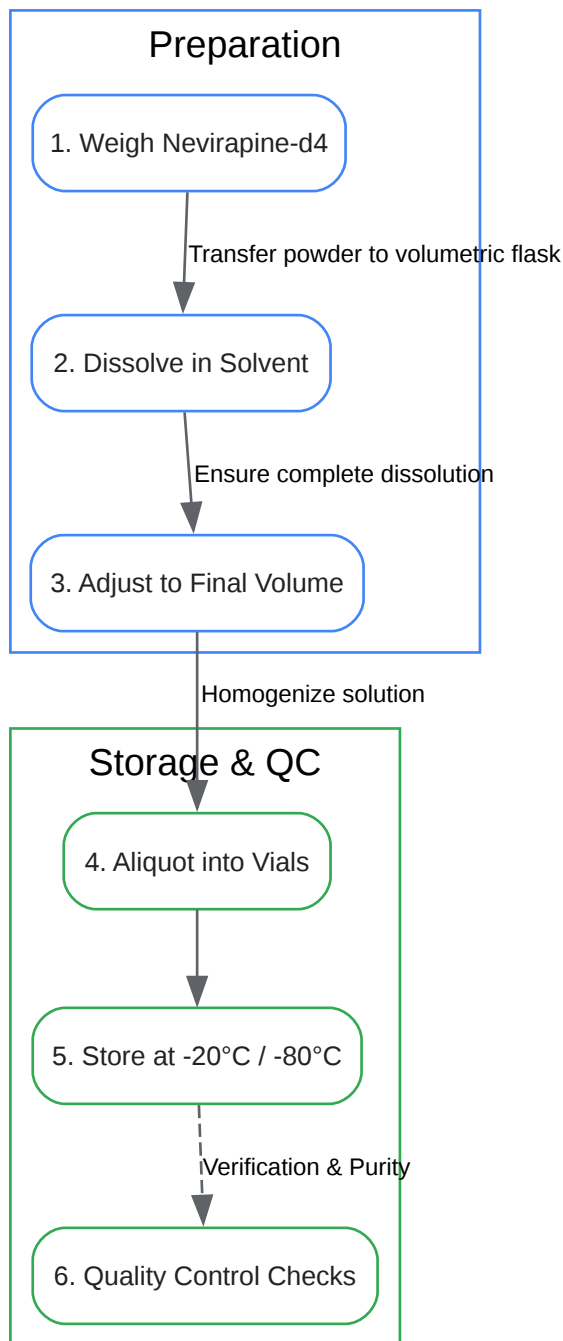 Preparation
1. Weigh Nevirapine-d4
Transfer powder to volumetric flask
2. Dissolve in Solvent
Ensure complete dissolution
3. Adjust to Final Volume
Homogenize solution
Storage & QC
4. Aliquot into Vials
5. Store at -20°C / -80°C
Verification & Purity
6. Quality Control Checks